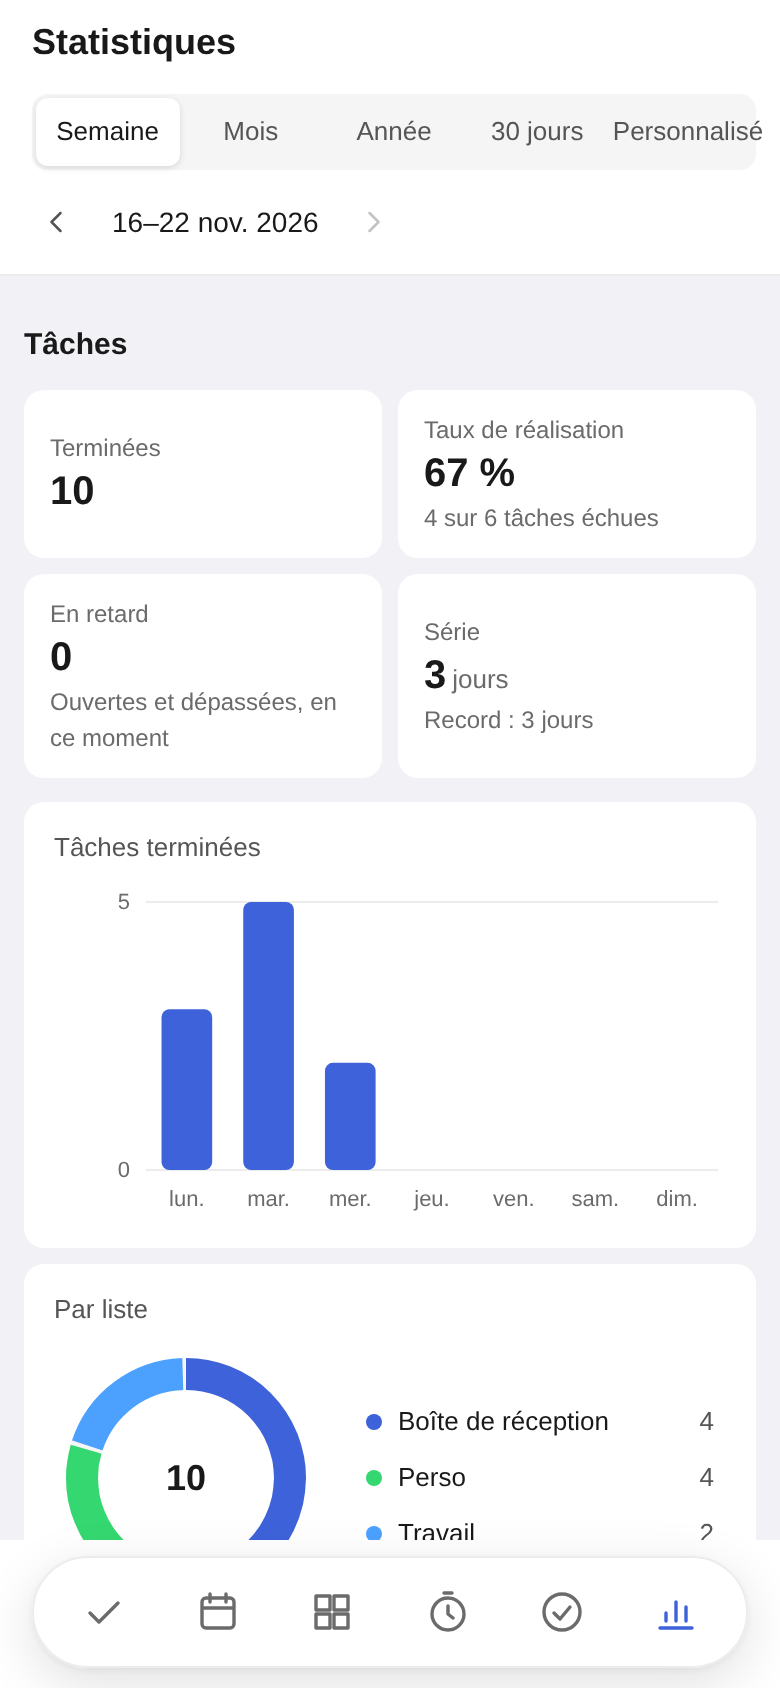 Statistiques
Semaine Mois Année 30 jours Personnalisé
16–22 nov. 2026
Tâches
Terminées
10
Taux de réalisation
67 %
4 sur 6 tâches échues
En retard
0
Ouvertes et dépassées, en
ce moment
Série
3 jours
Record : 3 jours
Tâches terminées
5
0
lun. mar. mer. jeu. ven. sam. dim.
Par liste
10
Boîte de réception 4
Perso 4
Travail 2